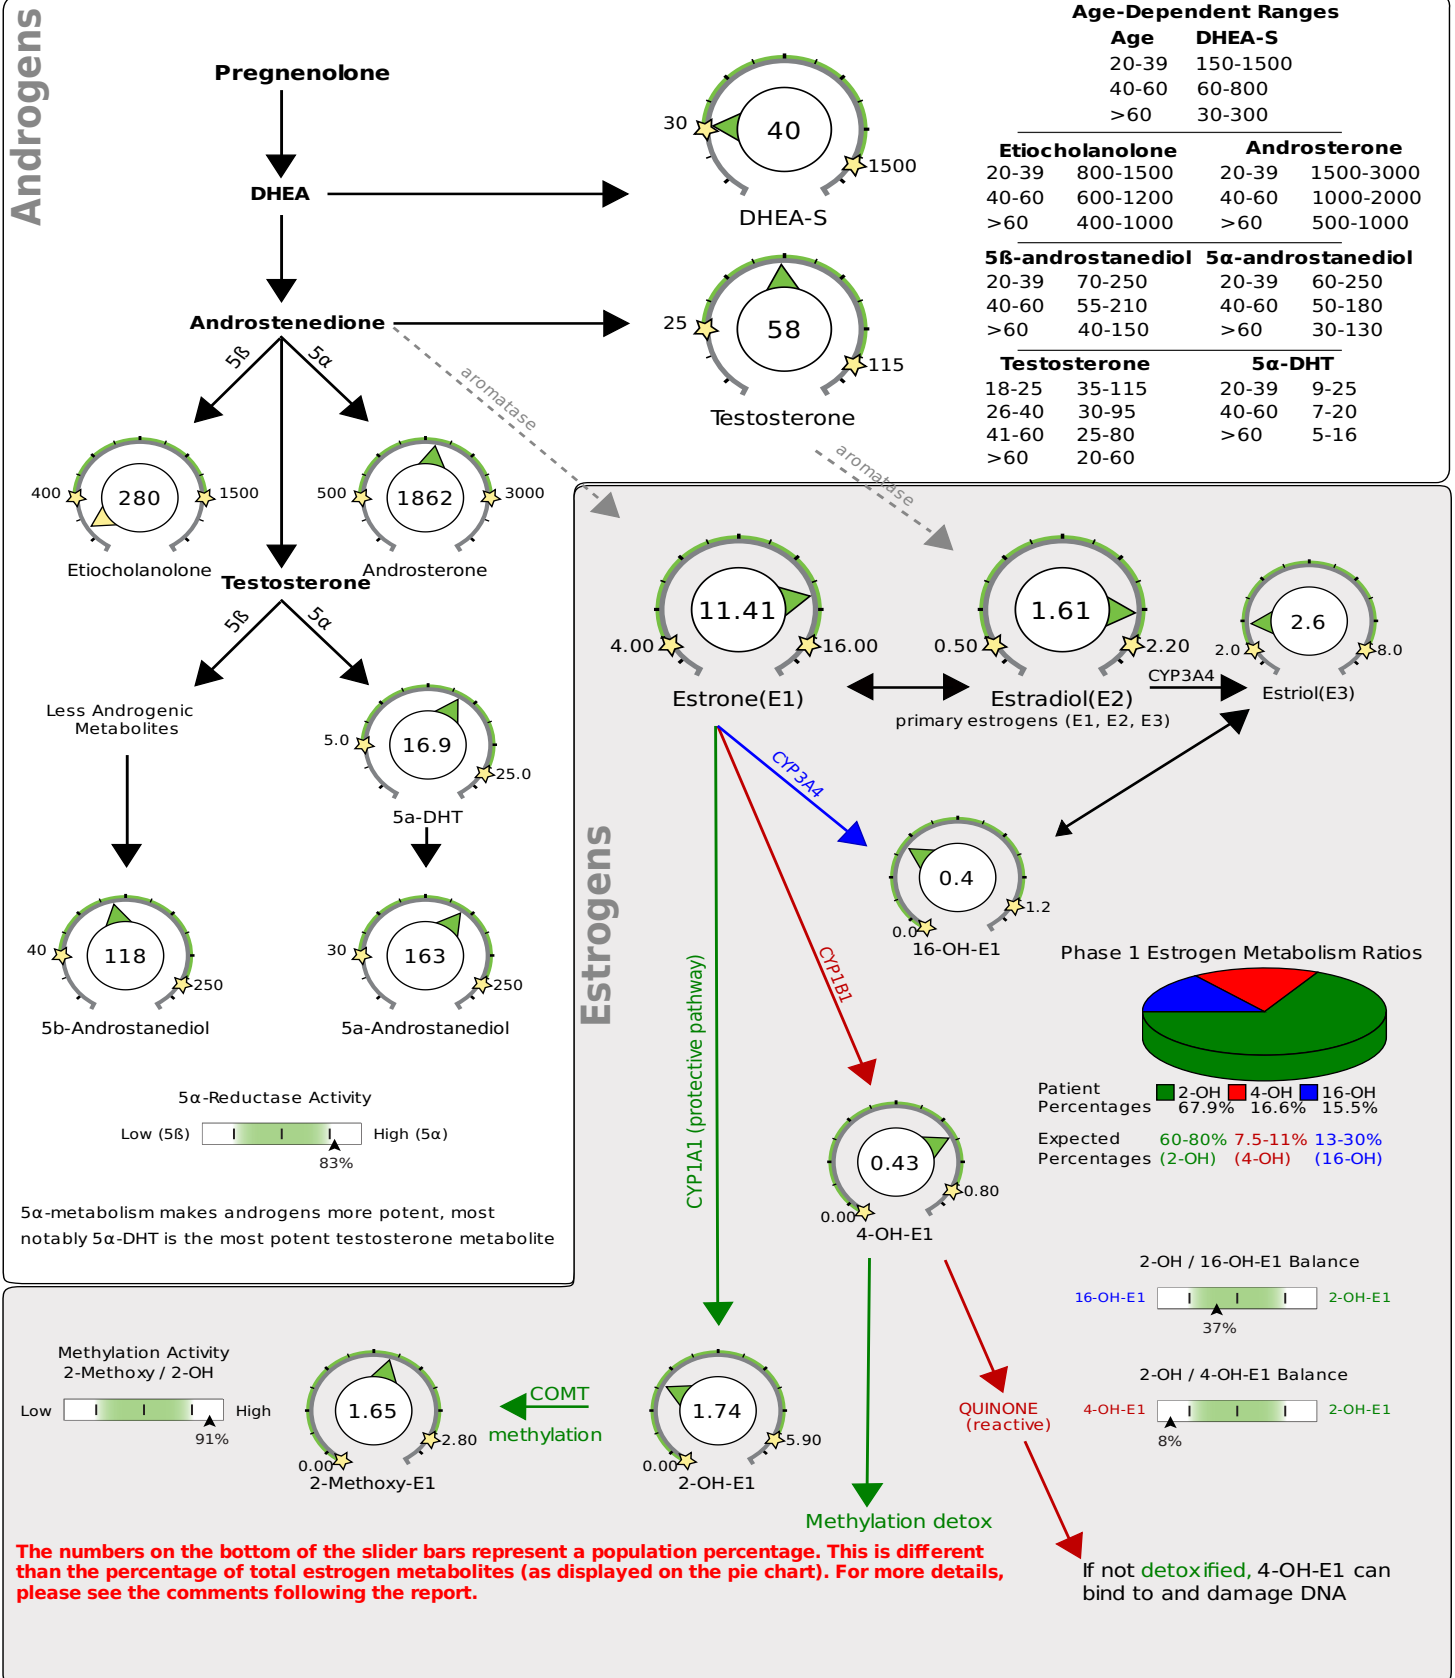 Androgens
Pregnenolone
DHEA
Androstenedione
5ß
5α
aromatase
30
40
1500
DHEA-S
25
58
115
Testosterone
aromatase
Age-Dependent Ranges
Age DHEA-S
20-39 150-1500
40-60 60-800
>60 30-300
Etiocholanolone Androsterone
20-39 800-1500 20-39 1500-3000
40-60 600-1200 40-60 1000-2000
>60 400-1000 >60 500-1000
5ß-androstanediol 5α-androstanediol
20-39 70-250 20-39 60-250
40-60 55-210 40-60 50-180
>60 40-150 >60 30-130
Testosterone 5α-DHT
18-25 35-115 20-39 9-25
26-40 30-95 40-60 7-20
41-60 25-80 >60 5-16
>60 20-60
400
280
1500
Etiocholanolone
500
1862
3000
Androsterone
Testosterone
5ß
5α
Less Androgenic
Metabolites
5.0
16.9
25.0
5a-DHT
40
118
250
5b-Androstanediol
30
163
250
5a-Androstanediol
5α-Reductase Activity
Low (5ß) High (5α)
83%
5α-metabolism makes androgens more potent, most
notably 5α-DHT is the most potent testosterone metabolite
Estrogens
4.00
11.41
16.00
Estrone(E1)
0.50
1.61
2.20
Estradiol(E2)
CYP3A4
2.0
2.6
8.0
Estriol(E3)
primary estrogens (E1, E2, E3)
CYP3A4
0.0
0.4
1.2
16-OH-E1
CYP1B1
CYP1A1 (protective pathway)
Phase 1 Estrogen Metabolism Ratios
Patient
Percentages
2-OH 4-OH 16-OH
67.9% 16.6% 15.5%
Expected
Percentages
60-80% 7.5-11% 13-30%
(2-OH) (4-OH) (16-OH)
0.00
0.43
0.80
4-OH-E1
2-OH / 16-OH-E1 Balance
16-OH-E1 2-OH-E1
37%
2-OH / 4-OH-E1 Balance
4-OH-E1 2-OH-E1
8%
Methylation Activity
2-Methoxy / 2-OH
Low High
91%
0.00
1.65
2.80
2-Methoxy-E1
COMT
methylation
0.00
1.74
5.90
2-OH-E1
QUINONE
(reactive)
Methylation detox
If not detoxified, 4-OH-E1 can
bind to and damage DNA
The numbers on the bottom of the slider bars represent a population percentage. This is different
than the percentage of total estrogen metabolites (as displayed on the pie chart). For more details,
please see the comments following the report.